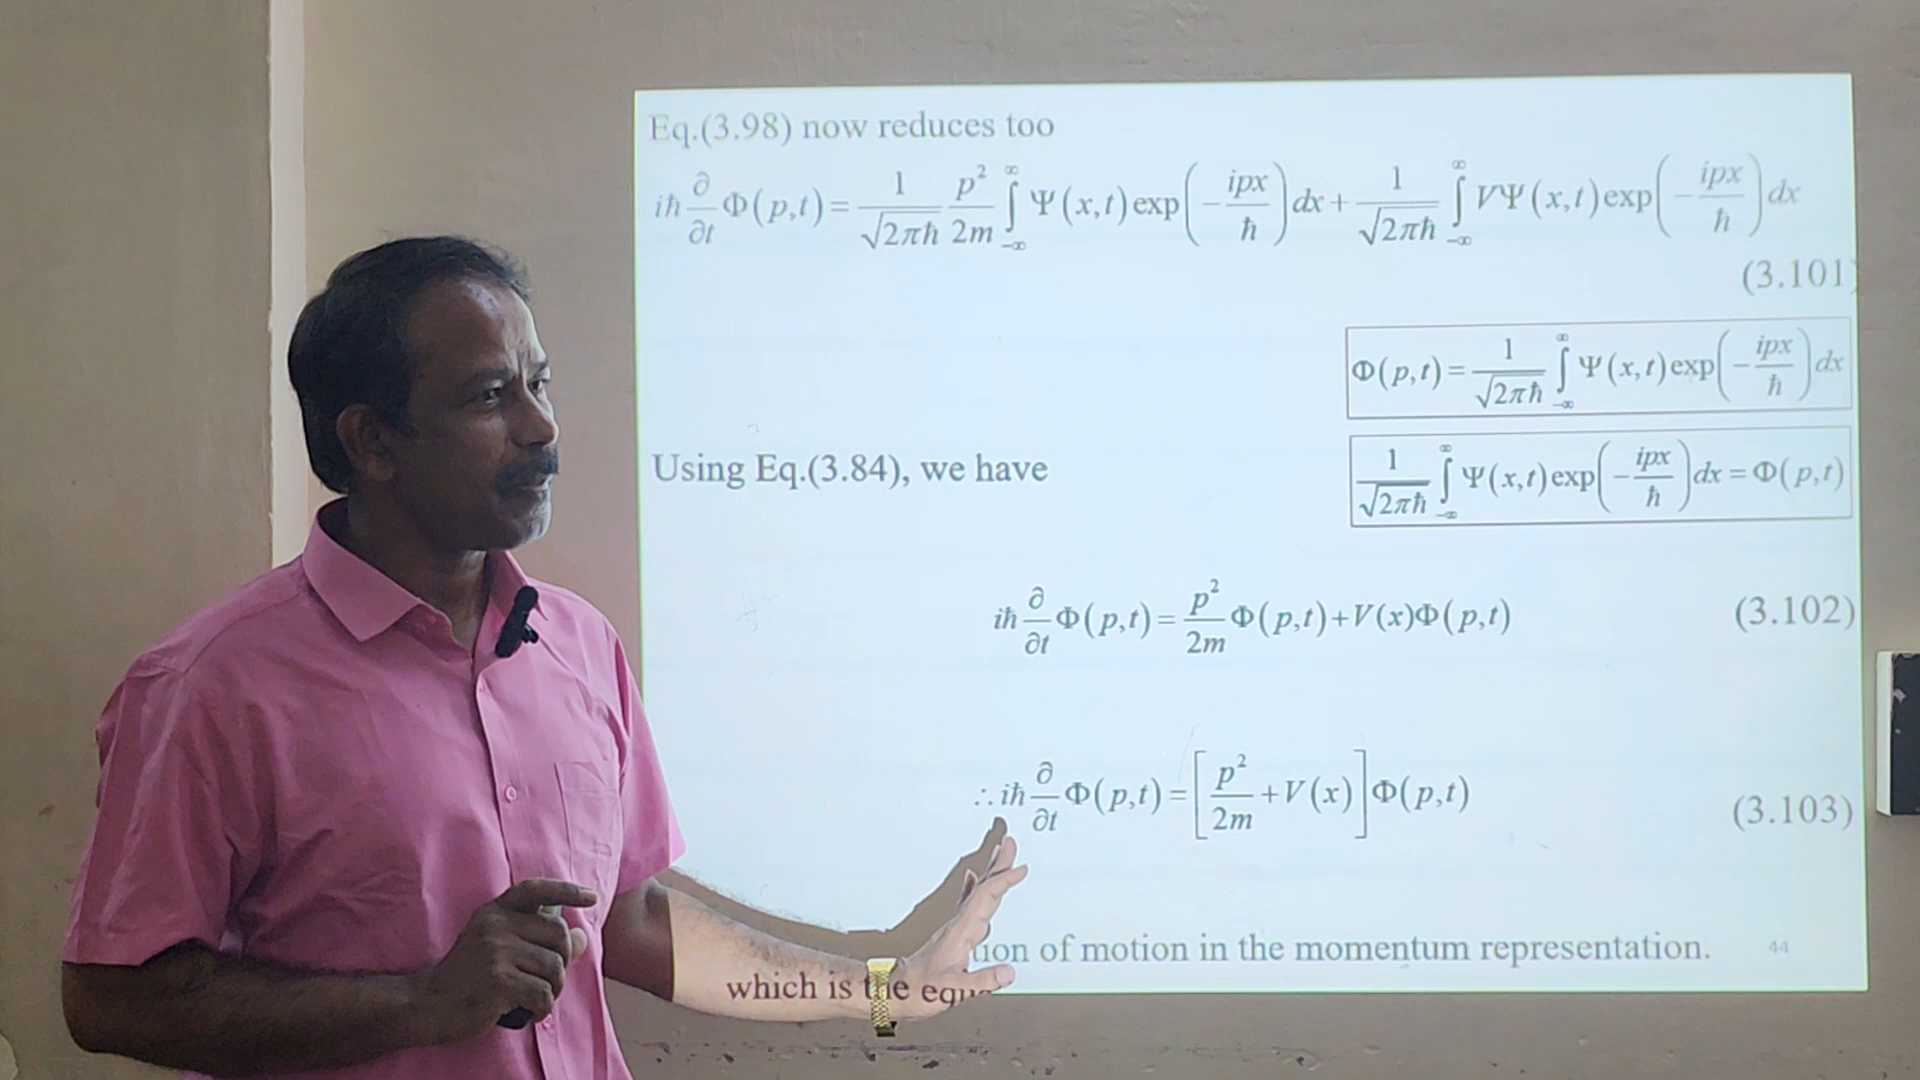 Eq.(3.98) now reduces too
iħ ∂/∂t Φ(p,t) = 1/√2πħ p²/2m ∫_{-∞}^{∞} Ψ(x,t) exp(-ipx/ħ) dx + 1/√2πħ ∫_{-∞}^{∞} VΨ(x,t) exp(-ipx/ħ) dx
(3.101)
Φ(p,t) = 1/√2πħ ∫_{-∞}^{∞} Ψ(x,t) exp(-ipx/ħ) dx
Using Eq.(3.84), we have
1/√2πħ ∫_{-∞}^{∞} Ψ(x,t) exp(-ipx/ħ) dx = Φ(p,t)
iħ ∂/∂t Φ(p,t) = p²/2m Φ(p,t) + V(x)Φ(p,t) (3.102)
∴ iħ ∂/∂t Φ(p,t) = [p²/2m + V(x)] Φ(p,t) (3.103)
which is the equation of motion in the momentum representation. 44